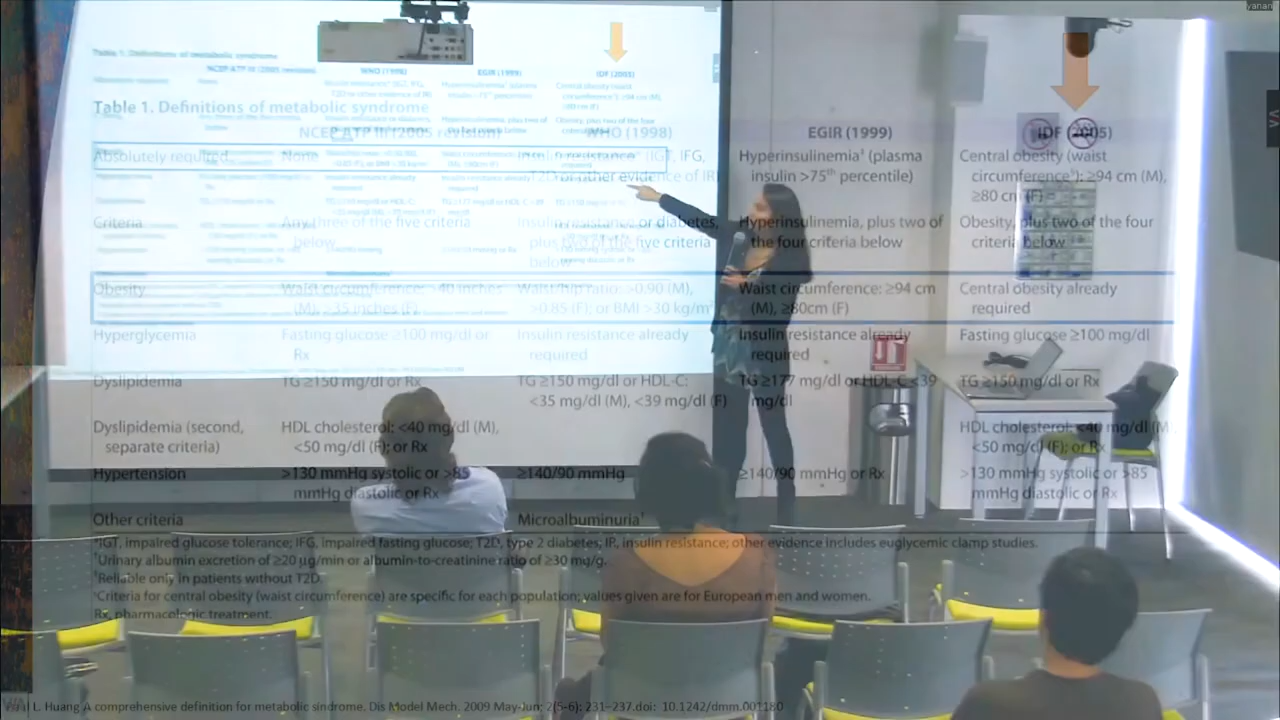 Table 1. Definitions of metabolic syndrome
NCEP ATP III (2005 revision) WHO (1998) EGIR (1999) IDF (2005)
Absolutely required None IGT, IFG, Hyperinsulinemia‡ (plasma Central obesity (waist
T2D or other evidence of IR insulin >75th percentile) circumference§): ≥94 cm (M),
≥80 cm (F)
Criteria Any three of the five criteria Insulin resistance or diabetes, Hyperinsulinemia, plus two of Obesity, plus two of the four
below plus two of the five criteria the four criteria below criteria below
below
Obesity Waist circumference: >40 inches Waist/hip ratio: >0.90 (M), Waist circumference: ≥94 cm Central obesity already
(M), >35 inches (F) >0.85 (F); or BMI >30 kg/m² (M), ≥80cm (F) required
Hyperglycemia Fasting glucose ≥100 mg/dl or Insulin resistance already Insulin resistance already Fasting glucose ≥100 mg/dl
Rx required required
Dyslipidemia TG ≥150 mg/dl or Rx TG ≥150 mg/dl or HDL-C: TG ≥177 mg/dl or HDL-C <39 TG ≥150 mg/dl or Rx
<35 mg/dl (M), <39 mg/dl (F) mg/dl
Dyslipidemia (second, HDL cholesterol: <40 mg/dl (M), HDL cholesterol: <40 mg/dl (M
separate criteria) <50 mg/dl (F); or Rx <50 mg/dl (F); or Rx
Hypertension >130 mmHg systolic or >85 ≥140/90 mmHg ≥140/90 mmHg or Rx >130 mmHg systolic or >85
mmHg diastolic or Rx mmHg diastolic or Rx
Other criteria Microalbuminuria†
*IGT, impaired glucose tolerance; IFG, impaired fasting glucose; T2D, type 2 diabetes; IR, insulin resistance; other evidence includes euglycemic clamp studies.
†Urinary albumin excretion of ≥20 μg/min or albumin-to-creatinine ratio of ≥30 mg/g.
‡Reliable only in patients without T2D.
§Criteria for central obesity (waist circumference) are specific for each population; values given are for European men and women.
Rx, pharmacologic treatment.
L. Huang A comprehensive definition for metabolic sindrome. Dis Model Mech. 2009 May-Jun; 2(5-6): 231–237.doi: 10.1242/dmm.001180